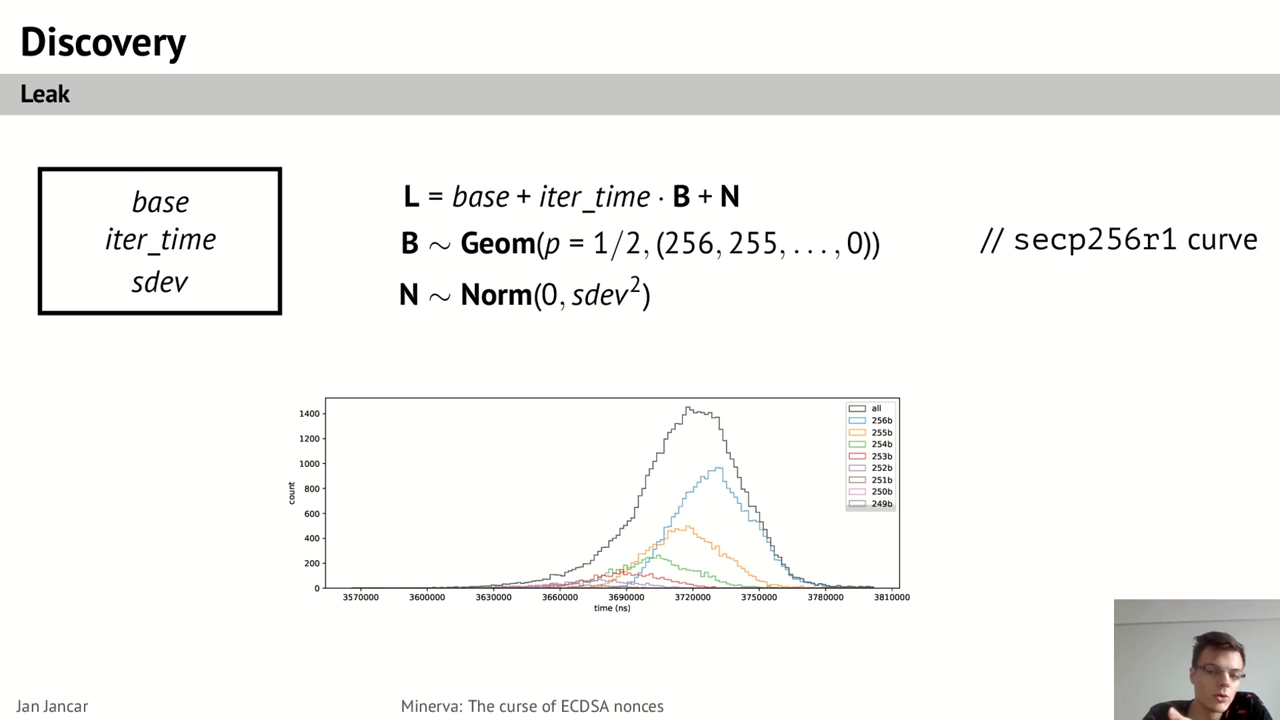 Discovery
Leak
base
iter_time
sdev
L = base + iter_time · B + N
B ∼ Geom(p = 1/2, (256, 255, . . . , 0))
// secp256r1 curve
N ∼ Norm(0, sdev²)
1400
1200
1000
800
600
400
200
0
count
3570000 3600000 3630000 3660000 3690000 3720000 3750000 3780000 3810000
time (ns)
all
256b
255b
254b
253b
252b
251b
250b
249b
Jan Jancar
Minerva: The curse of ECDSA nonces